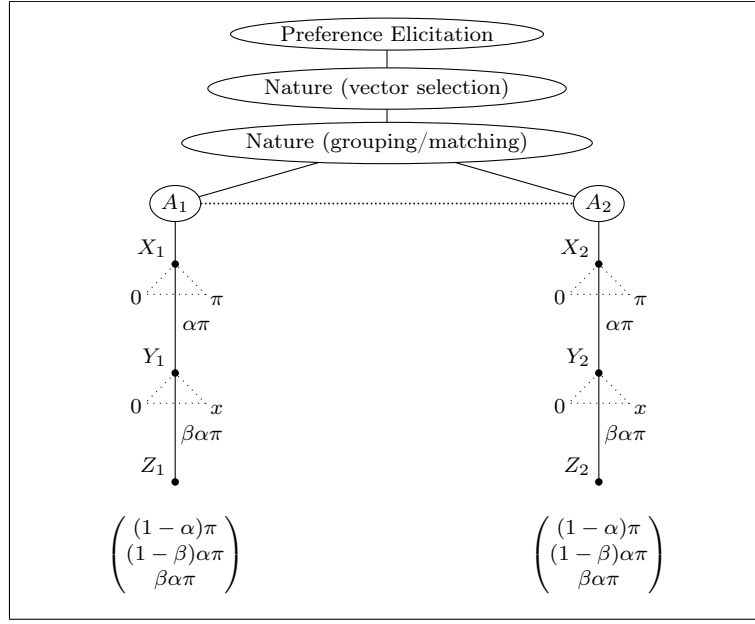 Preference Elicitation
Nature (vector selection)
Nature (grouping/matching)
A₁ A₂
X₁ X₂
0 π 0 π
απ απ
Y₁ Y₂
0 x 0 x
βαπ βαπ
Z₁ Z₂
(1 − α)π (1 − α)π
(1 − β)απ (1 − β)απ
βαπ βαπ